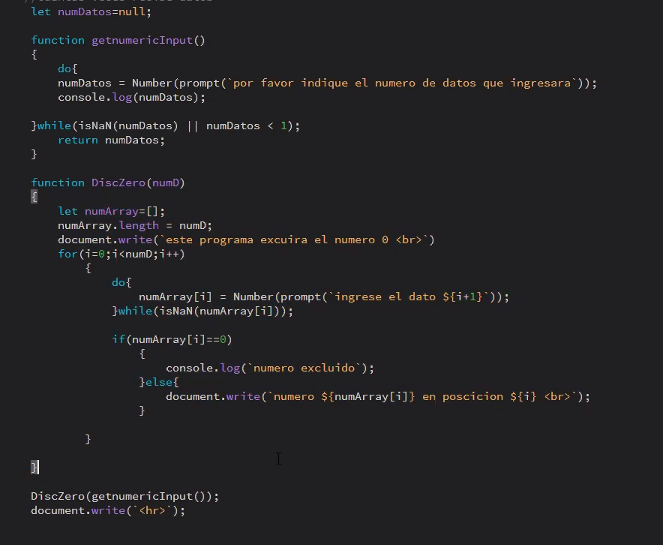 let numDatos=null;
function getnumericInput()
{
do{
numDatos = Number(prompt(`por favor indique el numero de datos que ingresara`));
console.log(numDatos);
}while(isNaN(numDatos) || numDatos < 1);
return numDatos;
}
function DiscZero(numD)
{
let numArray=[];
numArray.length = numD;
document.write(`este programa excuira el numero 0 <br>`)
for(i=0;i<numD;i++)
{
do{
numArray[i] = Number(prompt(`ingrese el dato ${i+1}`));
}while(isNaN(numArray[i]));
if(numArray[i]==0)
{
console.log(`numero excluido`);
}else{
document.write(`numero ${numArray[i]} en poscicion ${i} <br>`);
}
}
}
DiscZero(getnumericInput());
document.write(`<hr>`);